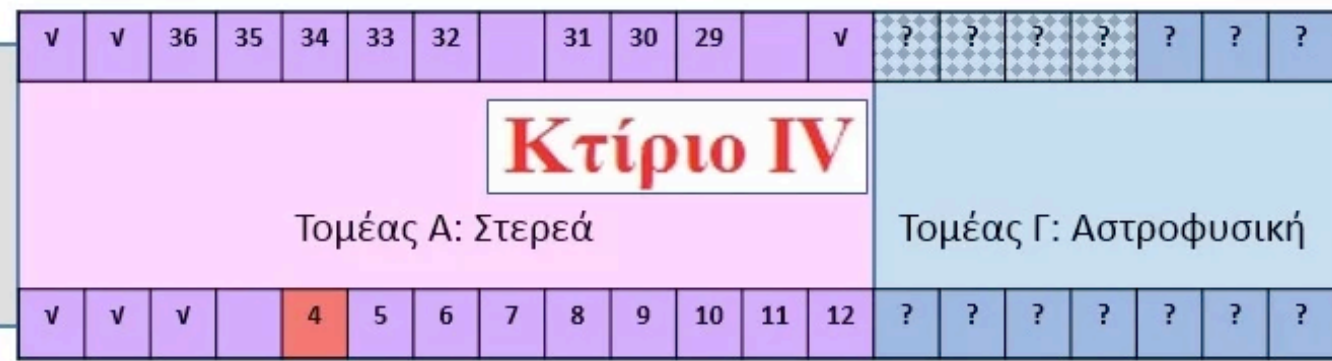 √ √ 36 35 34 33 32 31 30 29 √ ? ? ? ? ? ? ?
Κτίριο IV
Τομέας Α: Στερεά Τομέας Γ: Αστροφυσική
√ √ √ 4 5 6 7 8 9 10 11 12 ? ? ? ? ? ? ?